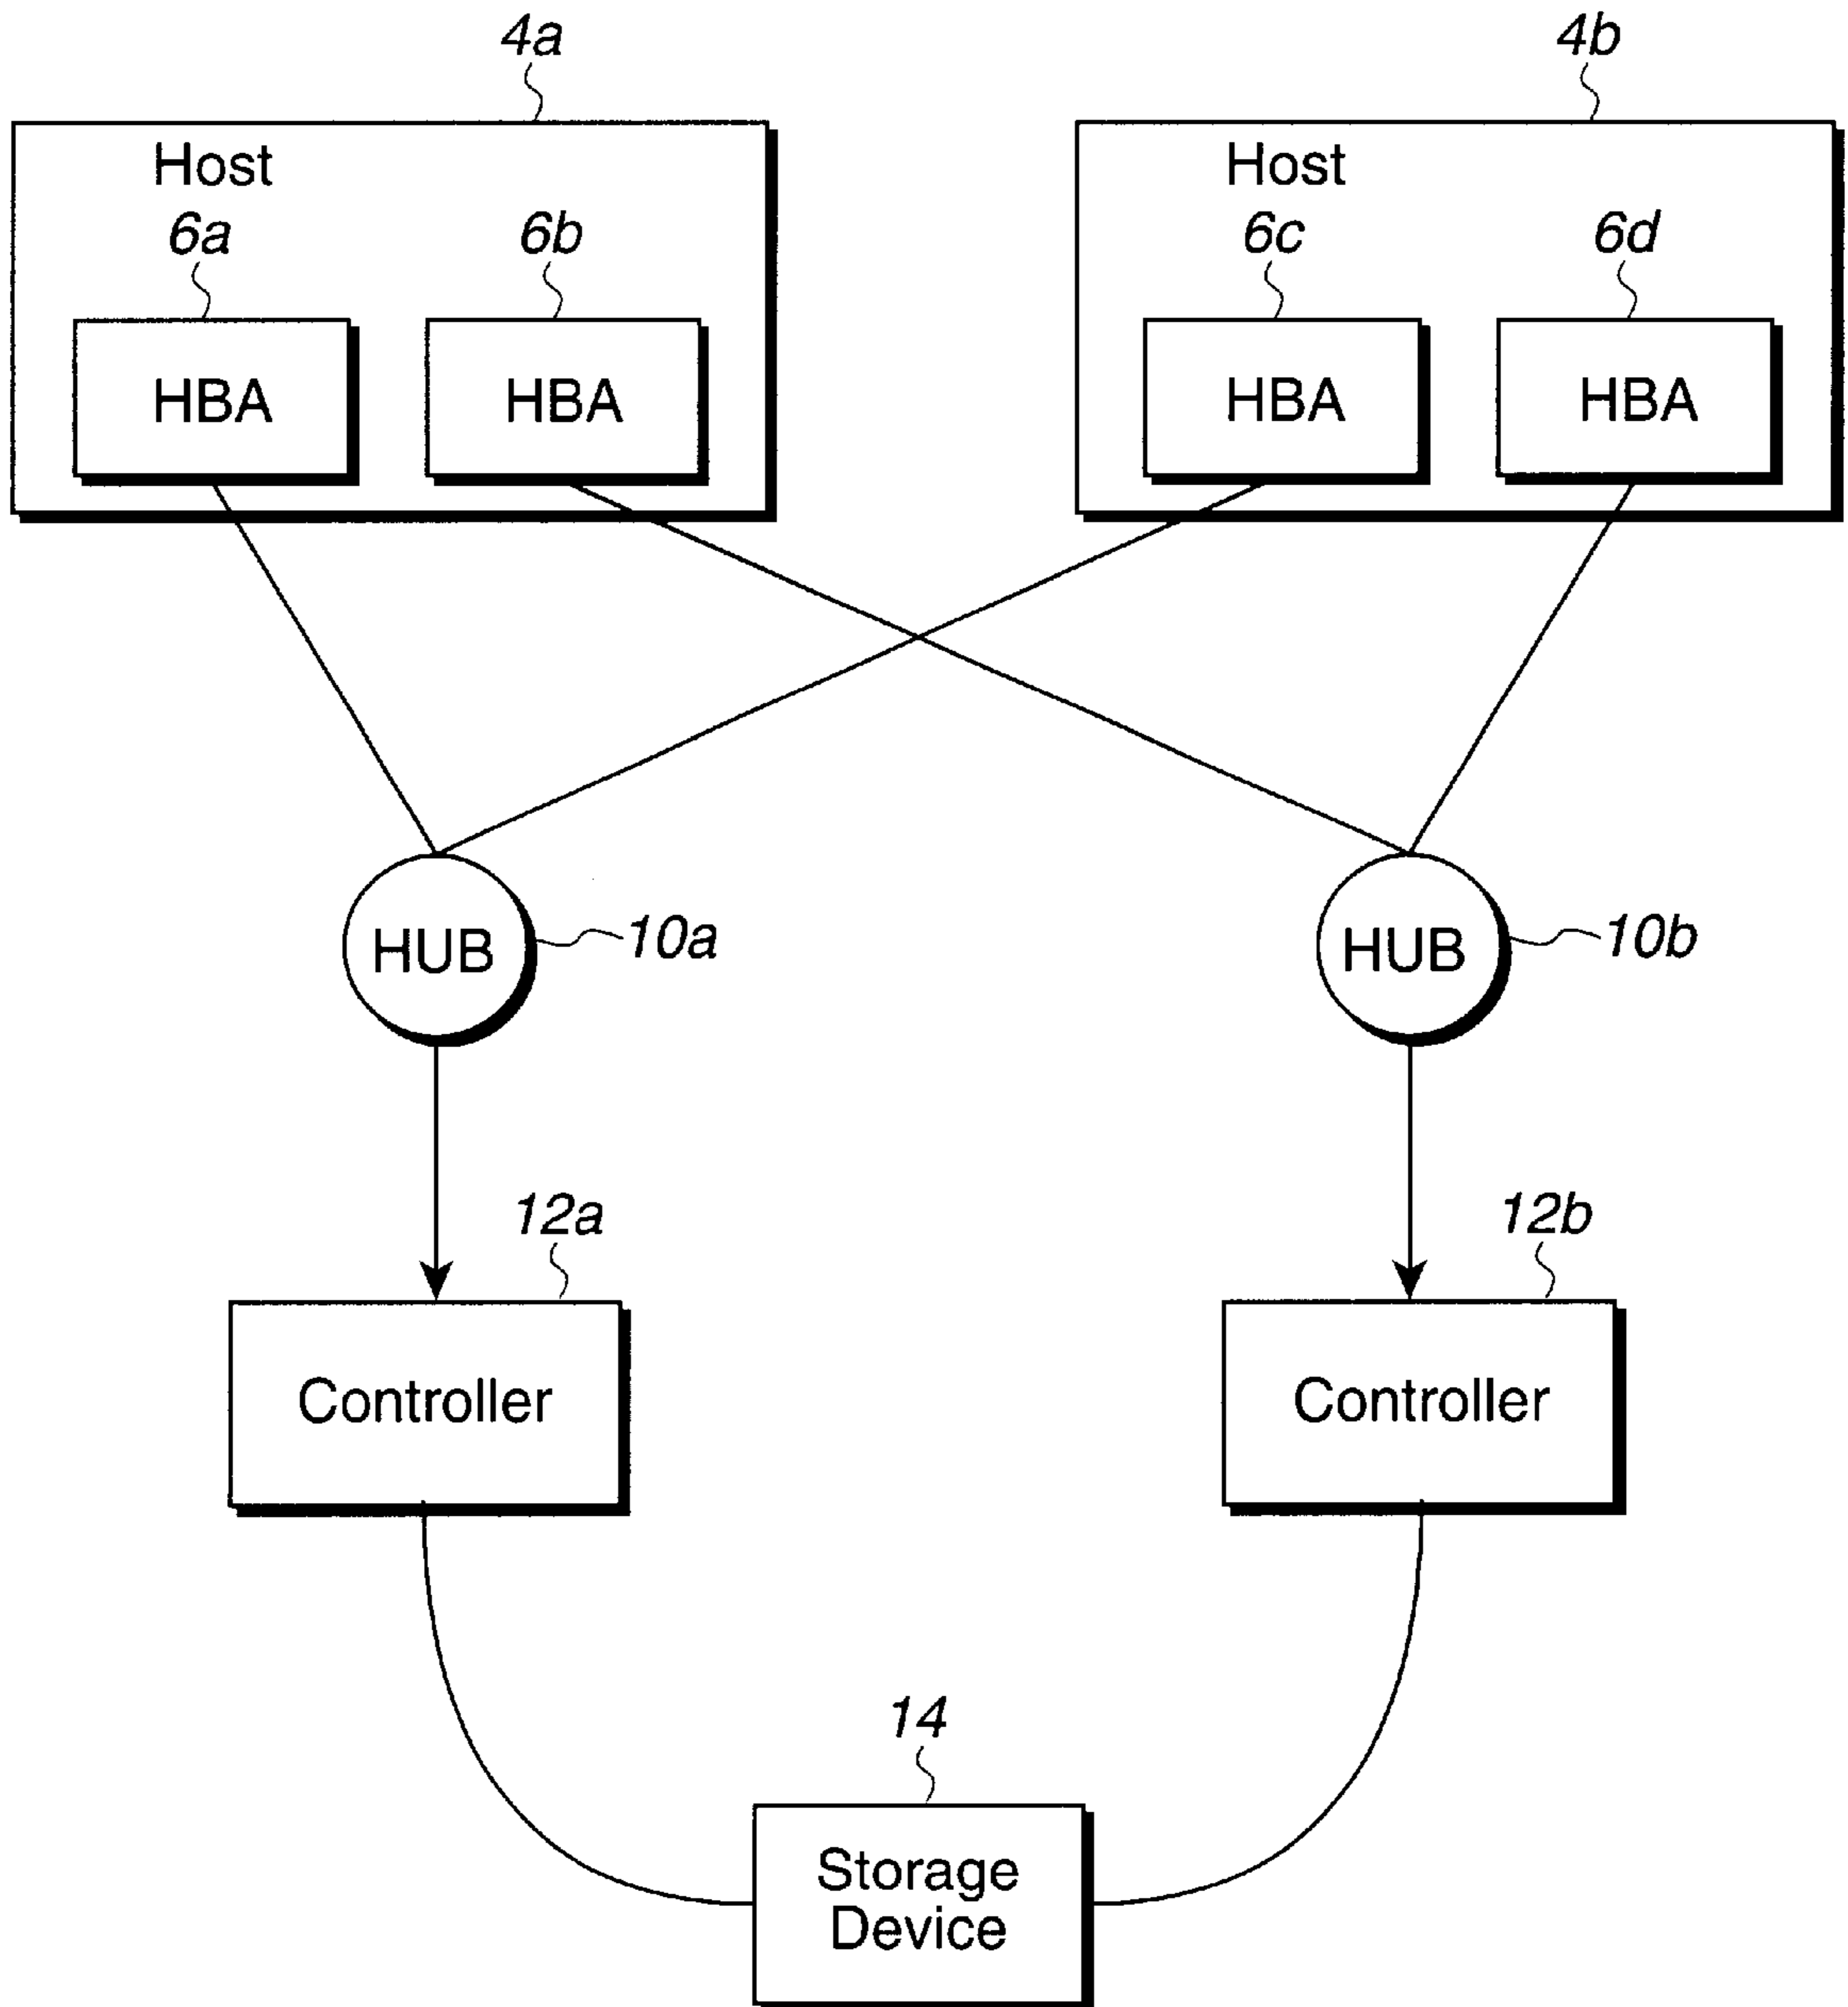 4a
4b
Host
Host
6a
6b
6c
6d
HBA
HBA
HBA
HBA
HUB
10a
HUB
10b
12a
12b
Controller
Controller
14
Storage
Device